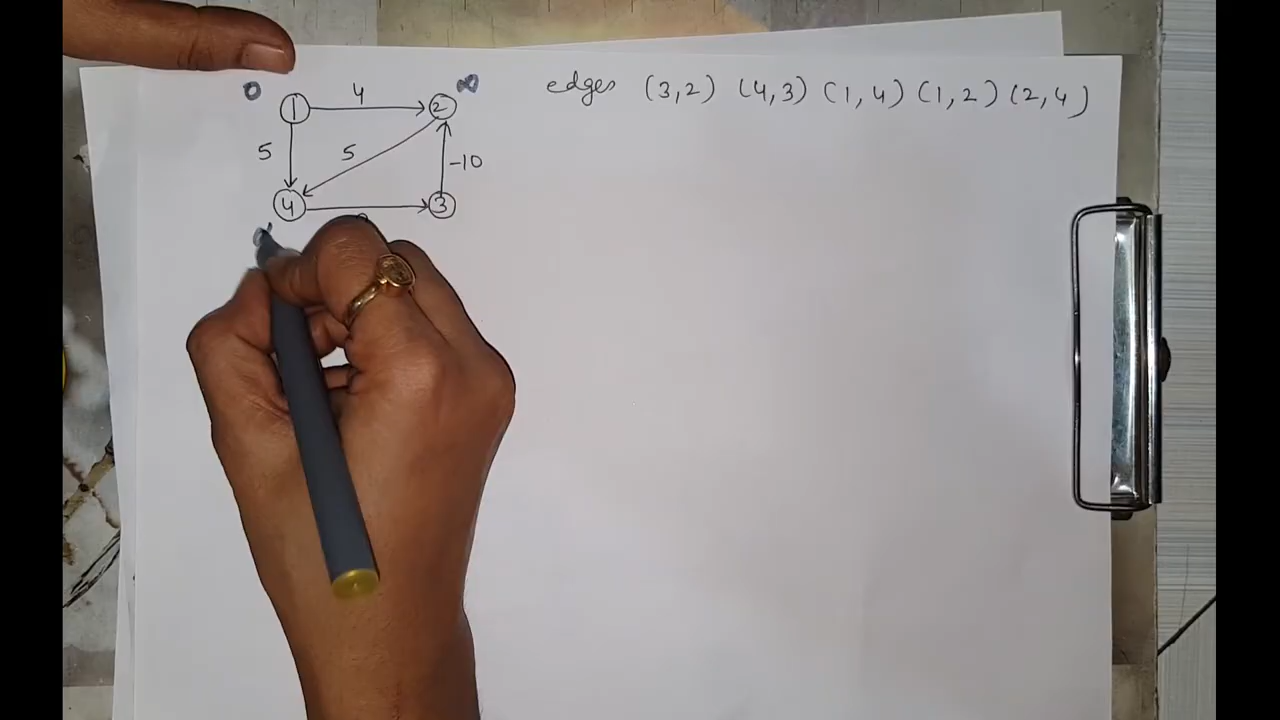 0 1 4 2 ∞ edges (3,2) (4,3) (1,4) (1,2) (2,4)
5 5 -10
4 3